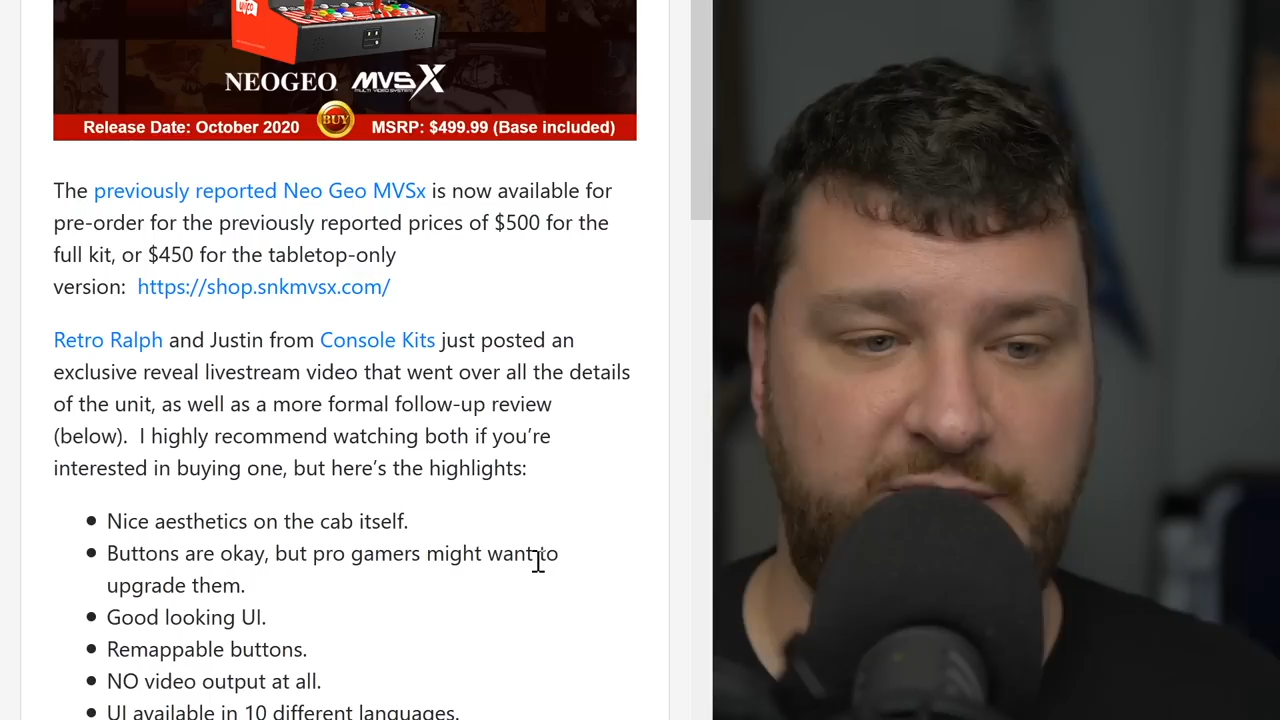 NEOGEO MVSX
MULTI VIDEO SYSTEM
Release Date: October 2020 BUY MSRP: $499.99 (Base included)
The previously reported Neo Geo MVSx is now available for
pre-order for the previously reported prices of $500 for the
full kit, or $450 for the tabletop-only
version: https://shop.snkmvsx.com/
Retro Ralph and Justin from Console Kits just posted an
exclusive reveal livestream video that went over all the details
of the unit, as well as a more formal follow-up review
(below). I highly recommend watching both if you’re
interested in buying one, but here’s the highlights:
● Nice aesthetics on the cab itself.
● Buttons are okay, but pro gamers might want to
upgrade them.
● Good looking UI.
● Remappable buttons.
● NO video output at all.
● UI available in 10 different languages.